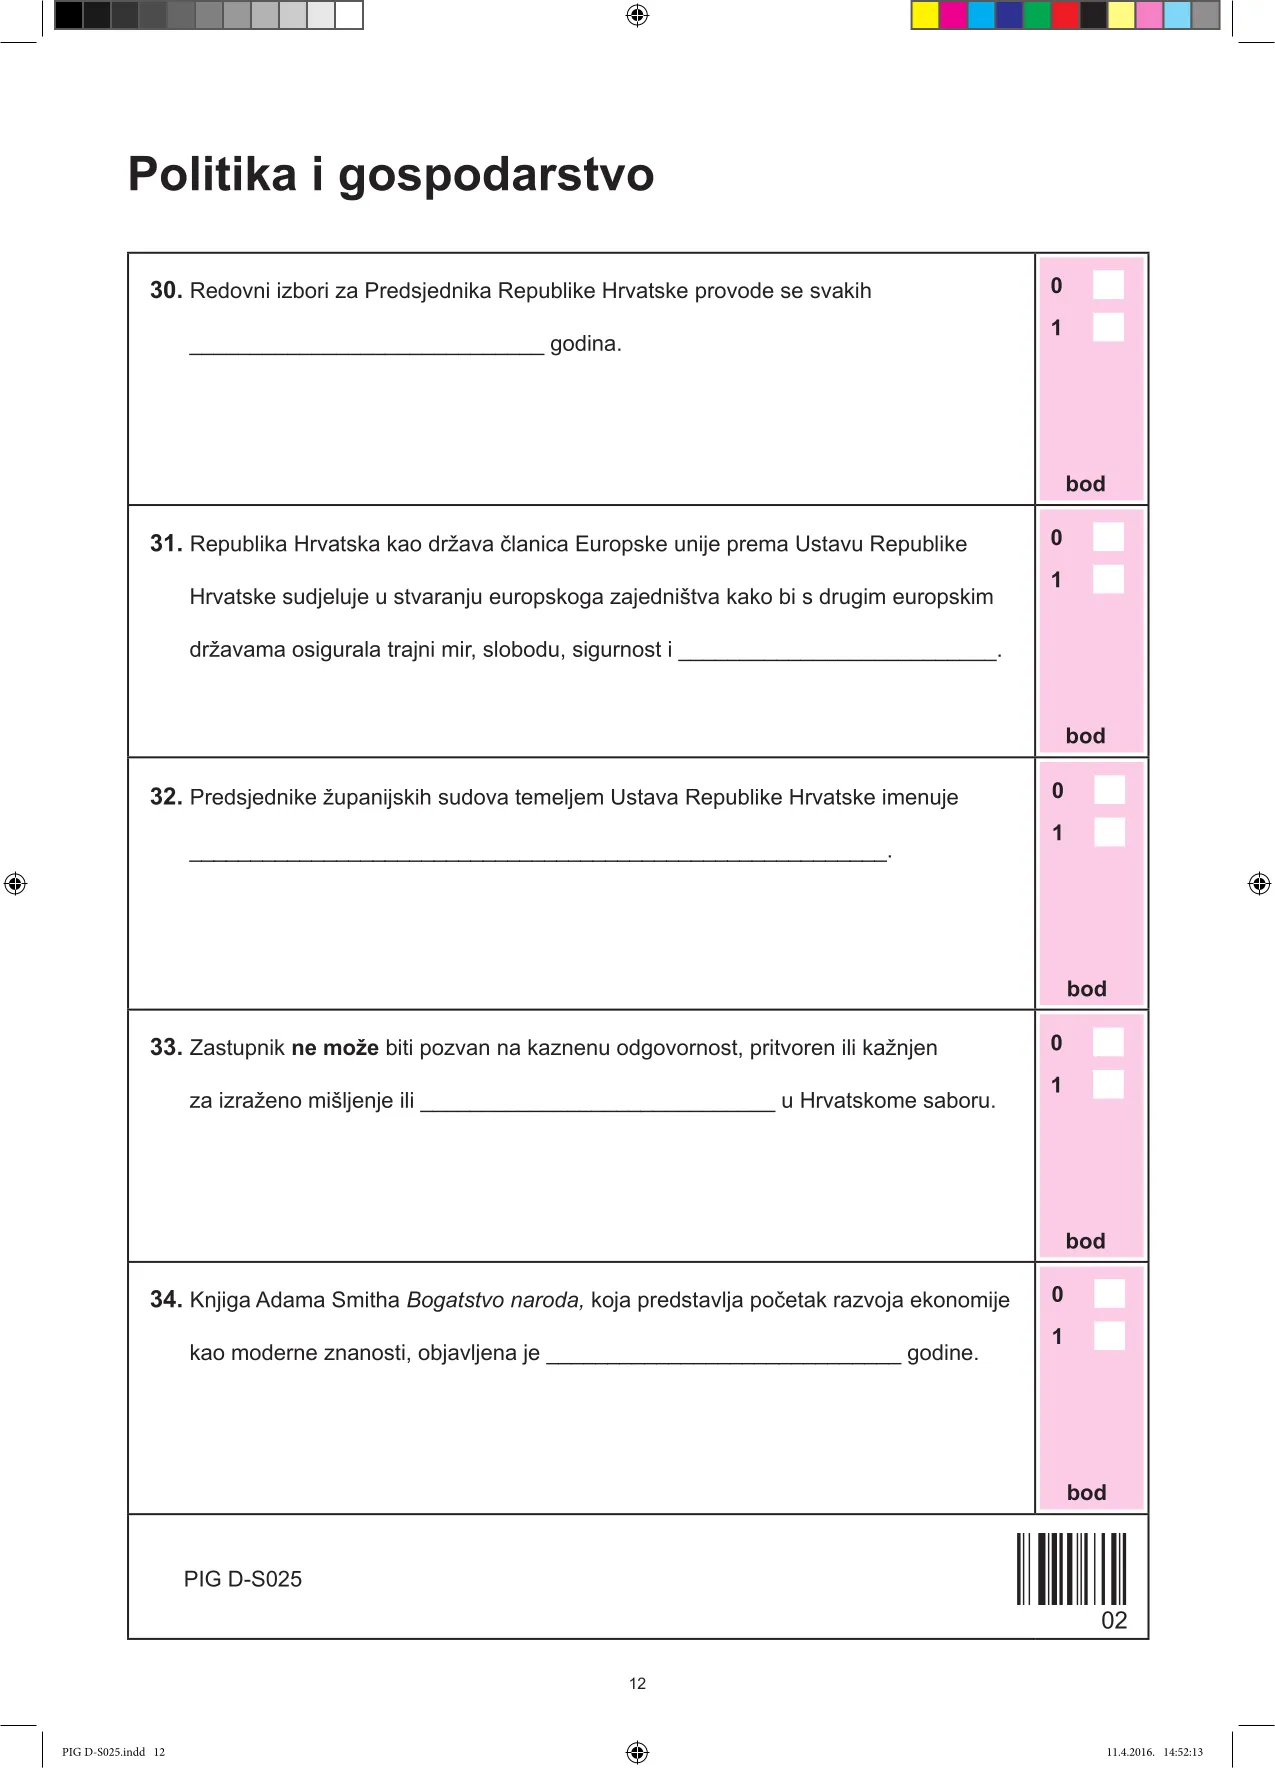 Politika i gospodarstvo
30. Redovni izbori za Predsjednika Republike Hrvatske provode se svakih
_____________________________ godina.
0
1
bod
31. Republika Hrvatska kao država članica Europske unije prema Ustavu Republike
Hrvatske sudjeluje u stvaranju europskoga zajedništva kako bi s drugim europskim
državama osigurala trajni mir, slobodu, sigurnost i __________________________.
0
1
bod
32. Predsjednike županijskih sudova temeljem Ustava Republike Hrvatske imenuje
_________________________________________________________.
0
1
bod
33. Zastupnik ne može biti pozvan na kaznenu odgovornost, pritvoren ili kažnjen
za izraženo mišljenje ili _____________________________ u Hrvatskome saboru.
0
1
bod
34. Knjiga Adama Smitha Bogatstvo naroda, koja predstavlja početak razvoja ekonomije
kao moderne znanosti, objavljena je _____________________________ godine.
0
1
bod
PIG D-S025
02
12
PIG D-S025.indd 12
11.4.2016. 14:52:13